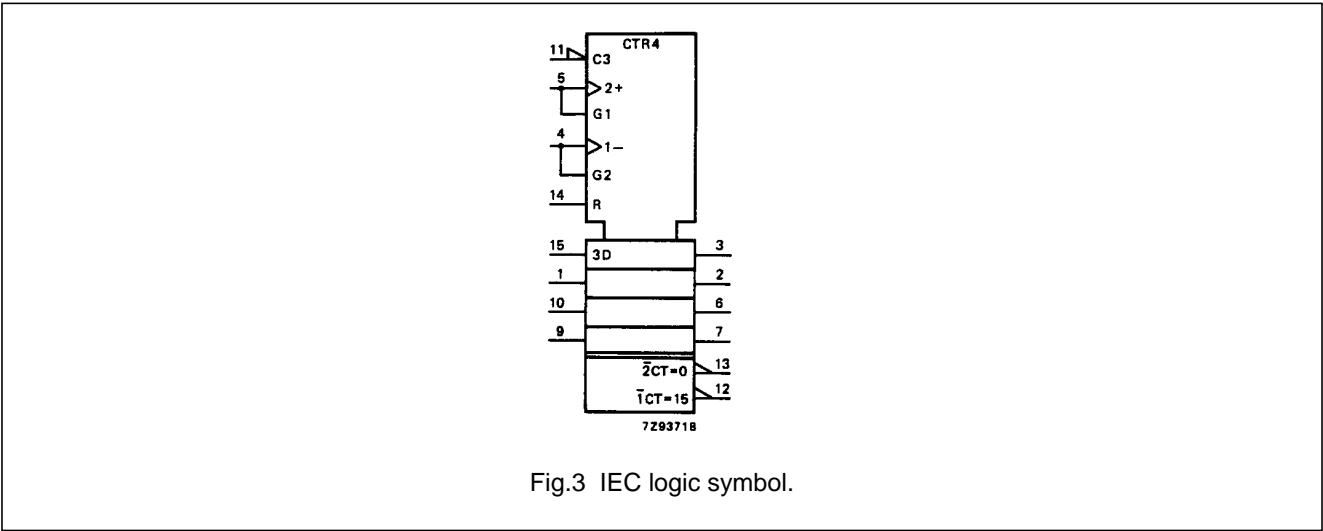 CTR4
11 C3
5 2+
G1
4 1−
G2
14 R
15 3D 3
1 2
10 6
9 7
2̅CT=0 13
1̅CT=15 12
7Z93718
Fig.3 IEC logic symbol.